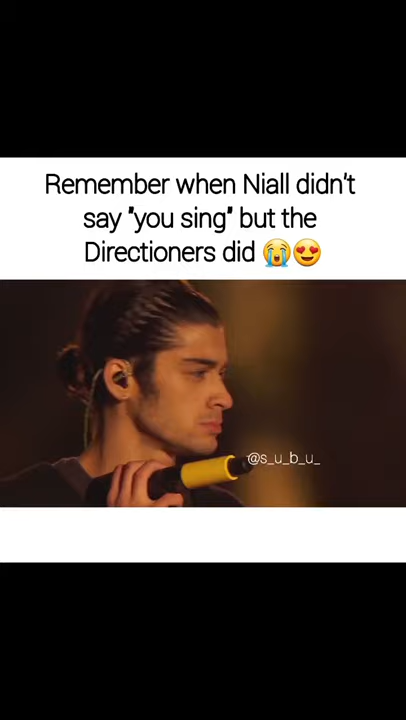 Remember when Niall didn't
say "you sing" but the
Directioners did 😭😍
@s_u_b_u_